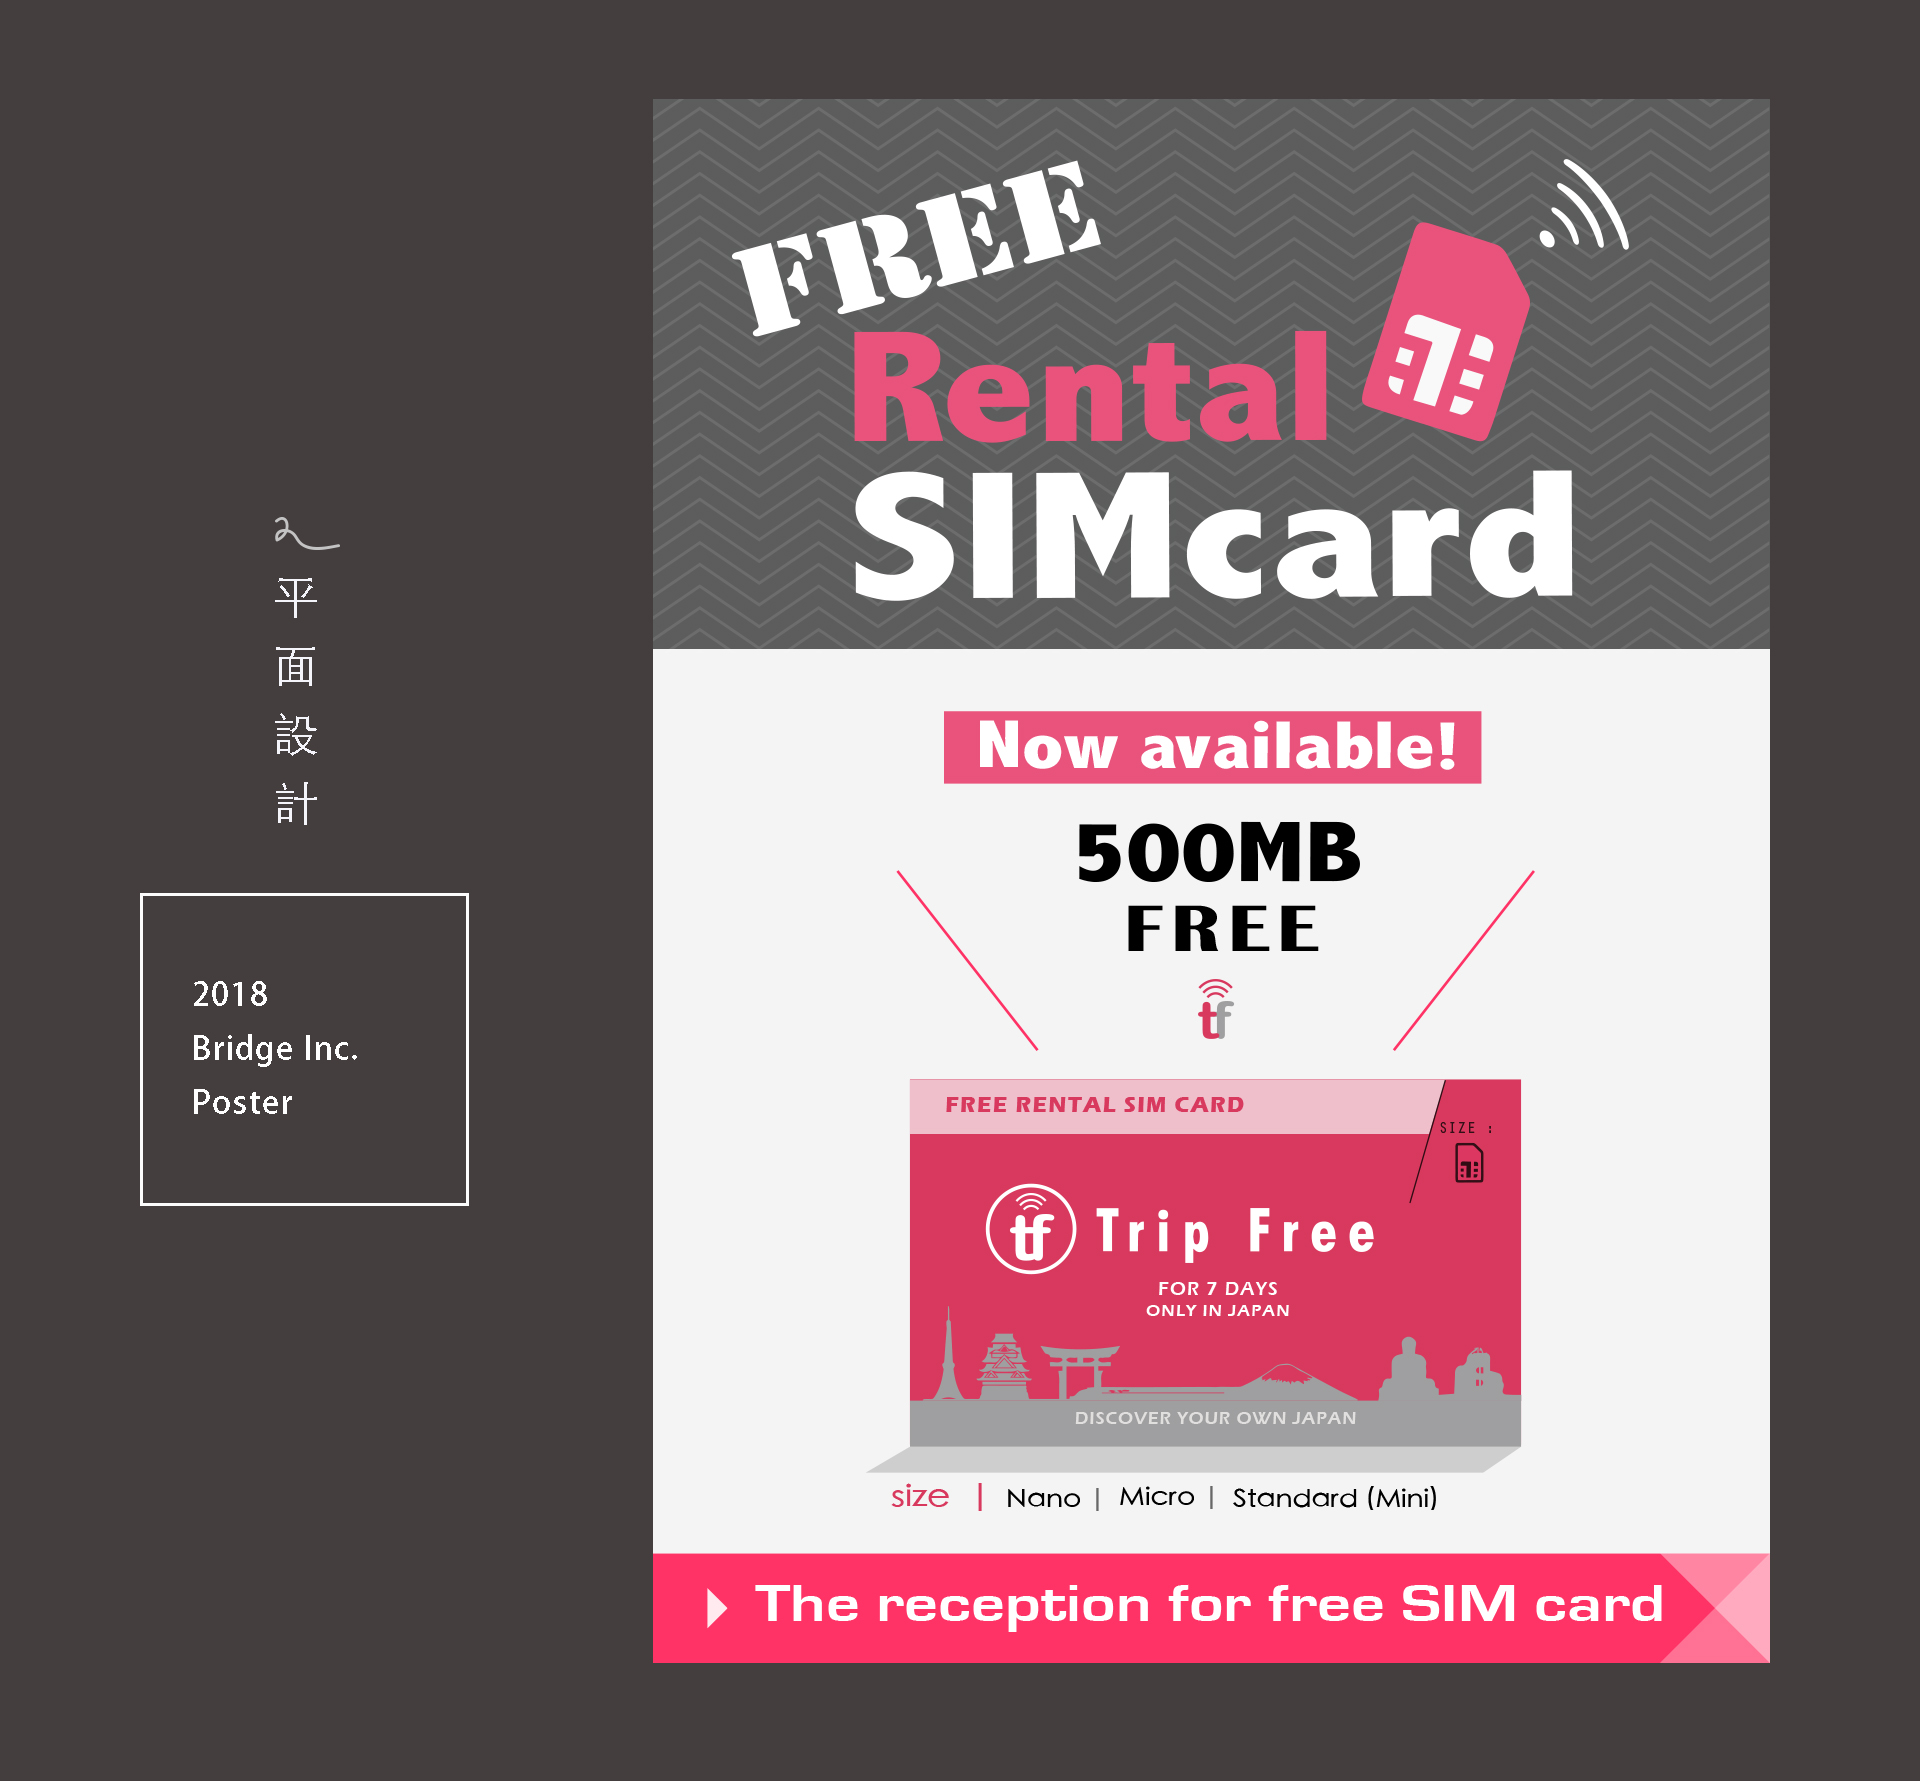 平面設計
2018
Bridge Inc.
Poster
FREE
Rental
SIMcard
Now available!
500MB
FREE
tf
FREE RENTAL SIM CARD
SIZE :
tf
Trip Free
FOR 7 DAYS
ONLY IN JAPAN
DISCOVER YOUR OWN JAPAN
size | Nano | Micro | Standard (Mini)
The reception for free SIM card